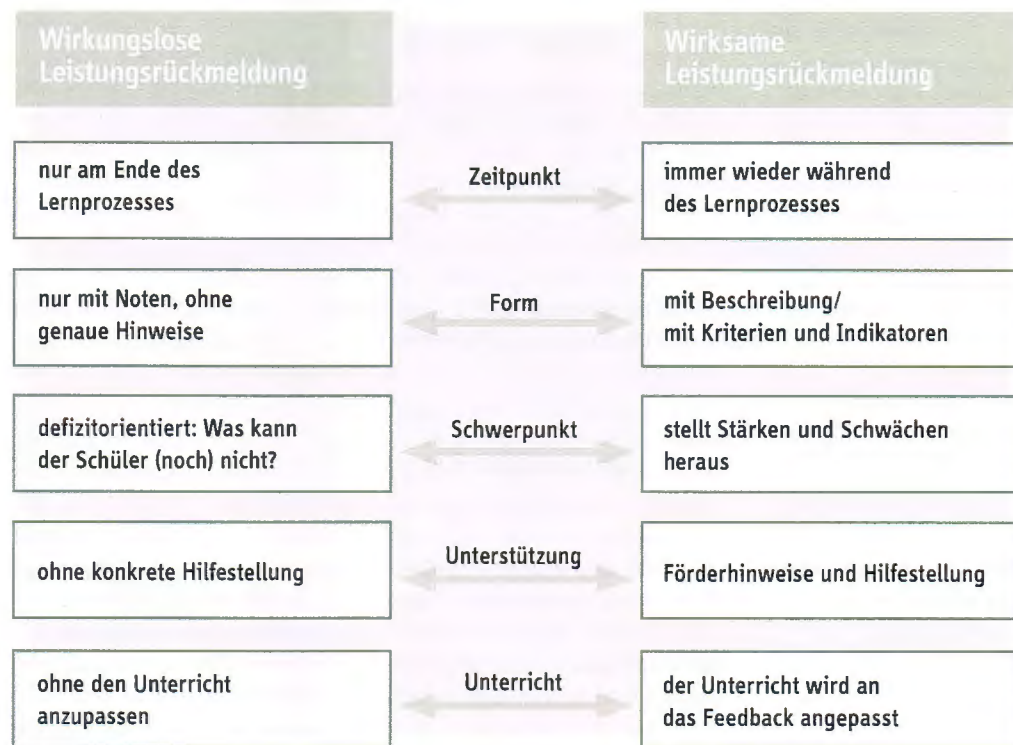 Wirkungslose
Leistungsrückmeldung
Wirksame
Leistungsrückmeldung
nur am Ende des
Lernprozesses
Zeitpunkt
immer wieder während
des Lernprozesses
nur mit Noten, ohne
genaue Hinweise
Form
mit Beschreibung/
mit Kriterien und Indikatoren
defizitorientiert: Was kann
der Schüler (noch) nicht?
Schwerpunkt
stellt Stärken und Schwächen
heraus
ohne konkrete Hilfestellung
Unterstützung
Förderhinweise und Hilfestellung
ohne den Unterricht
anzupassen
Unterricht
der Unterricht wird an
das Feedback angepasst